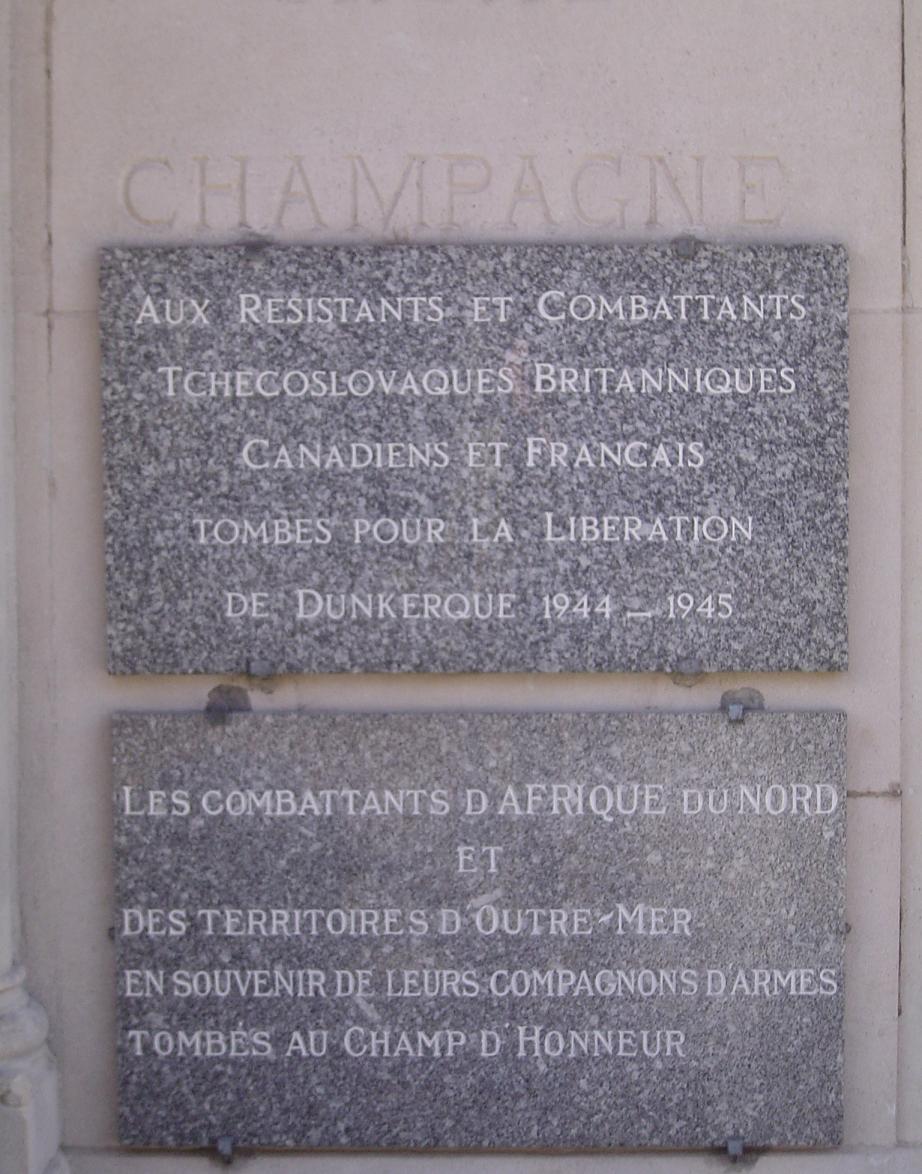 CHAMPAGNE
AUX RESISTANTS ET COMBATTANTS
TCHECOSLOVAQUES BRITANNIQUES
CANADIENS ET FRANCAIS
TOMBES POUR LA LIBERATION
DE DUNKERQUE 1944 - 1945
LES COMBATTANTS D'AFRIQUE DU NORD
ET
DES TERRITOIRES D'OUTRE-MER
EN SOUVENIR DE LEURS COMPAGNONS D'ARMES
TOMBÉS AU CHAMP D'HONNEUR